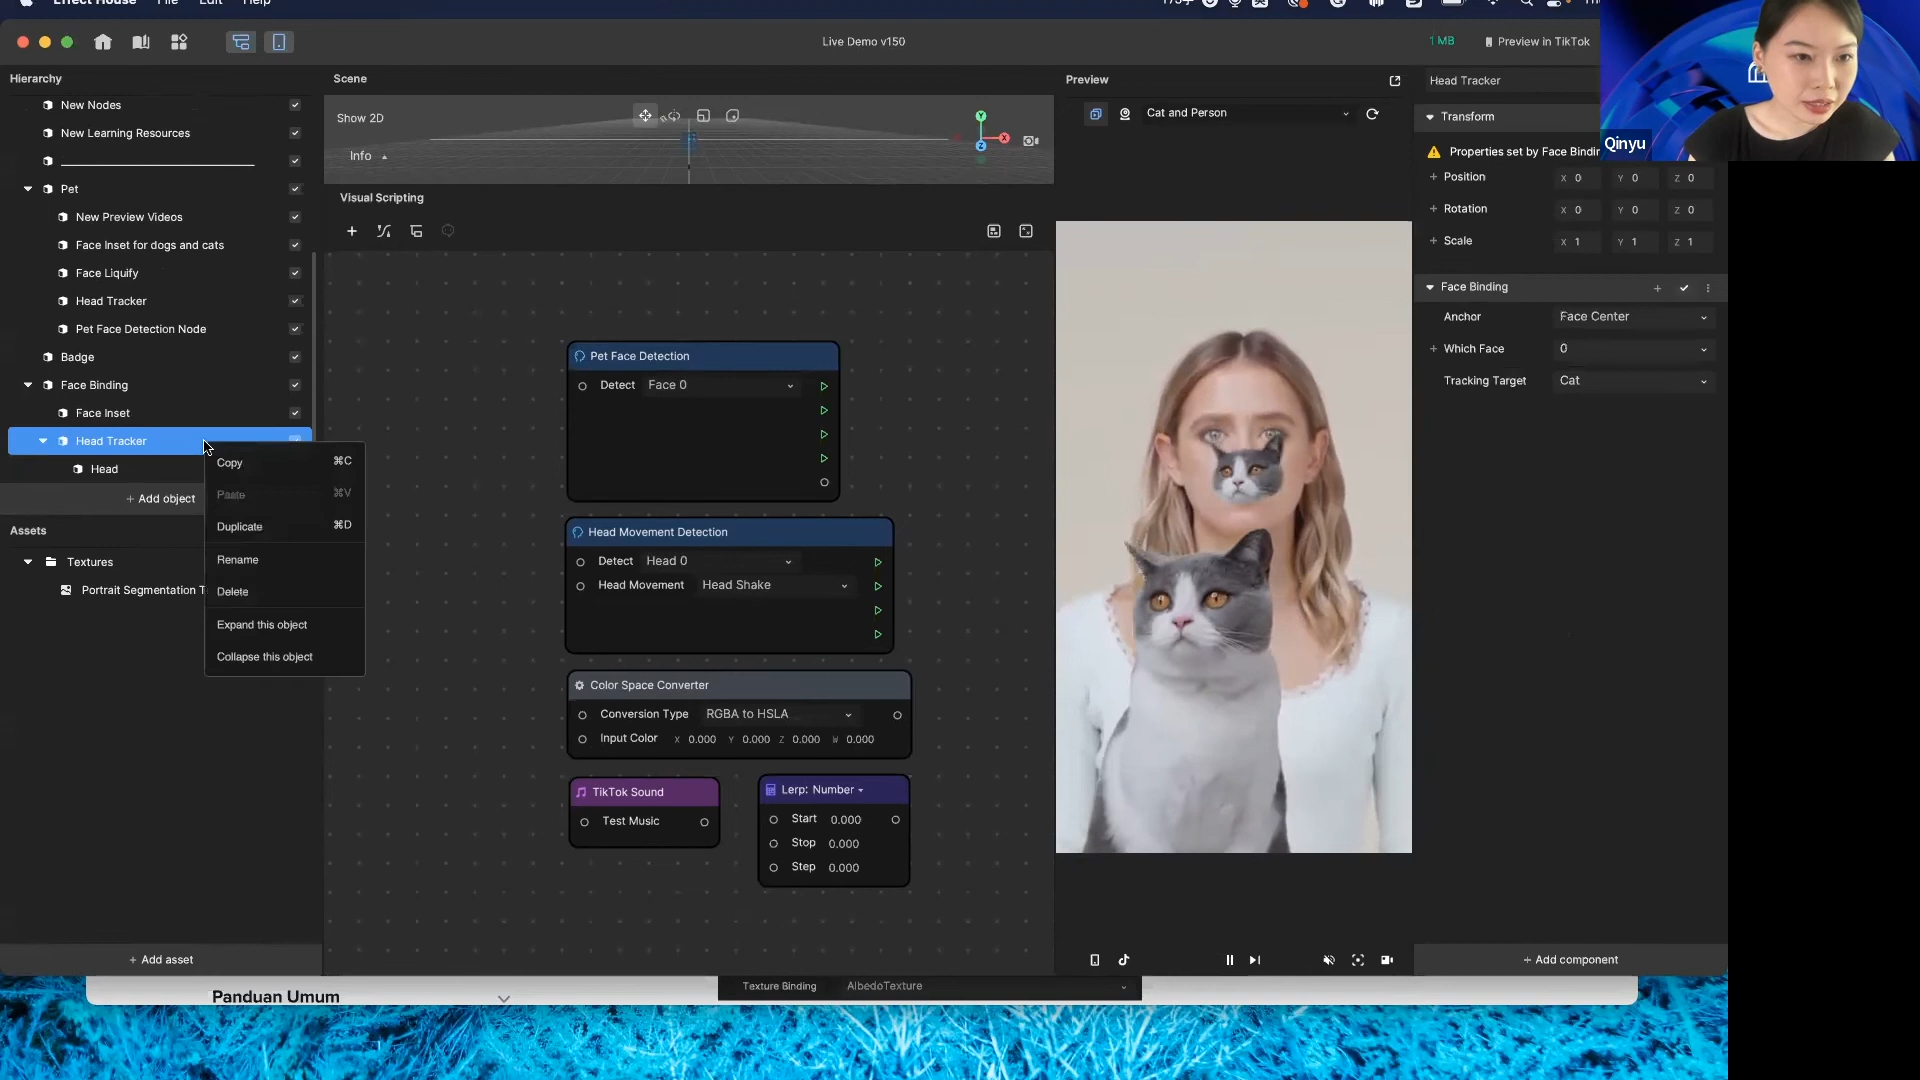 Effect House File Edit Help
Live Demo v150
1 MB
Preview in TikTok
Hierarchy
New Nodes
New Learning Resources
Pet
New Preview Videos
Face Inset for dogs and cats
Face Liquify
Head Tracker
Pet Face Detection Node
Badge
Face Binding
Face Inset
Head Tracker
Head
+ Add object
Copy ⌘C
Paste ⌘V
Duplicate ⌘D
Rename
Delete
Expand this object
Collapse this object
Assets
Textures
Portrait Segmentation T
+ Add asset
Scene
Show 2D
Info
Y
X
Z
Visual Scripting
Pet Face Detection
Detect Face 0
Head Movement Detection
Detect Head 0
Head Movement Head Shake
Color Space Converter
Conversion Type RGBA to HSLA
Input Color X 0.000 Y 0.000 Z 0.000 W 0.000
TikTok Sound
Test Music
Lerp: Number
Start 0.000
Stop 0.000
Step 0.000
Preview
Cat and Person
Head Tracker
Transform
Properties set by Face Bindin
Position X 0 Y 0 Z 0
Rotation X 0 Y 0 Z 0
Scale X 1 Y 1 Z 1
Face Binding
Anchor Face Center
Which Face 0
Tracking Target Cat
+ Add component
Qinyu
Panduan Umum
Texture Binding AlbedoTexture